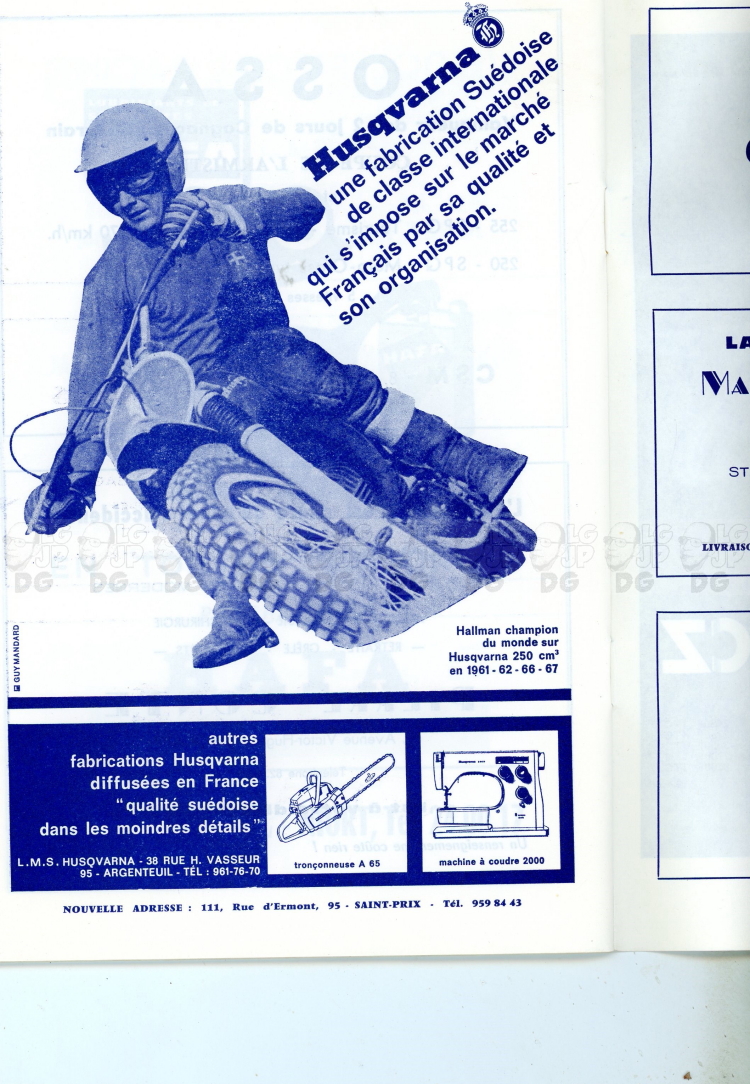 Husqvarna
une fabrication Suédoise
de classe internationale
qui s'impose sur le marché
Français par sa qualité et
son organisation.
GUY MANDARD
Hallman champion
du monde sur
Husqvarna 250 cm³
en 1961 - 62 - 66 - 67
autres
fabrications Husqvarna
diffusées en France
"qualité suédoise
dans les moindres détails"
L.M.S. HUSQVARNA - 38 RUE H. VASSEUR
95 - ARGENTEUIL - TÉL : 961-76-70
tronçonneuse A 65
machine à coudre 2000
NOUVELLE ADRESSE : 111, Rue d'Ermont, 95 - SAINT-PRIX - Tél. 959 84 43
LA
MA
ST
LIVRAISO
LG
JP
DG